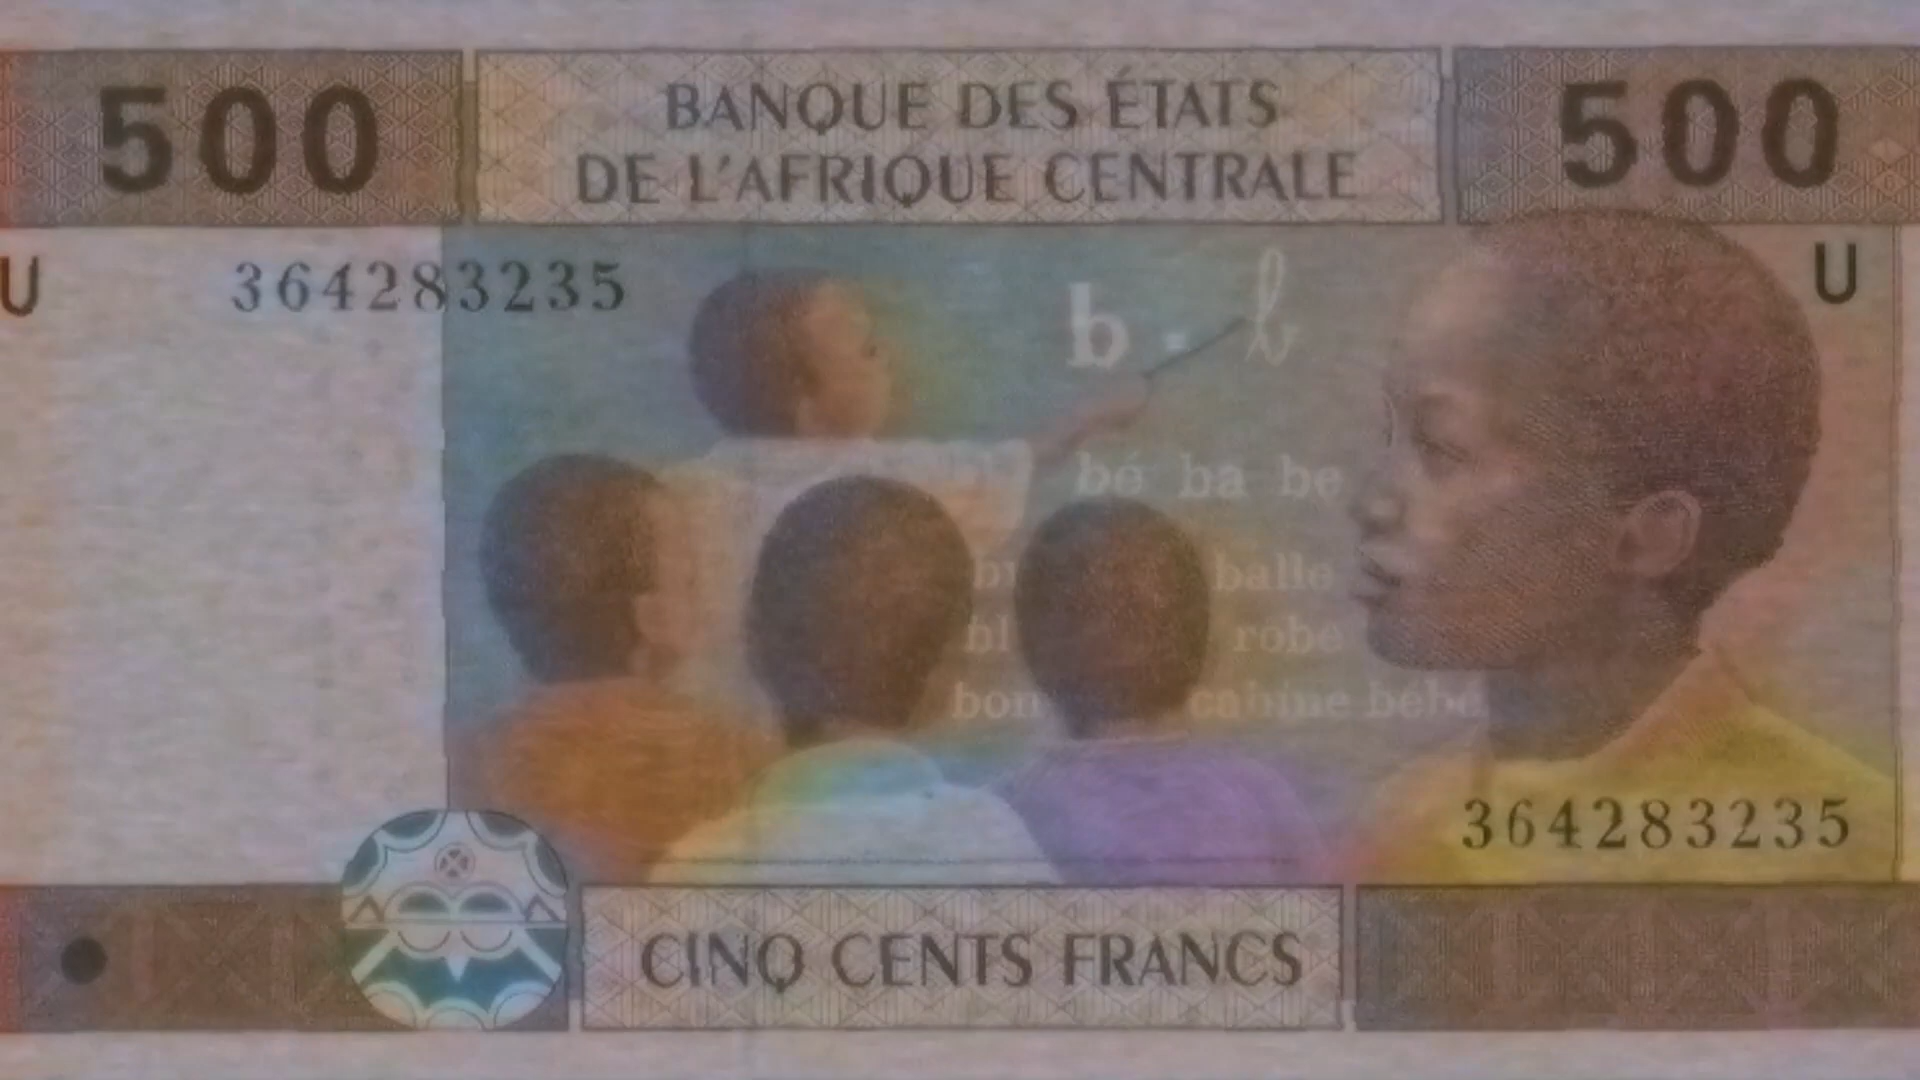 500 BANQUE DES ÉTATS 500
DE L'AFRIQUE CENTRALE
U 364283235 U
b - b
bé ba be
balle
robe
cabine bébé
364283235
CINQ CENTS FRANCS